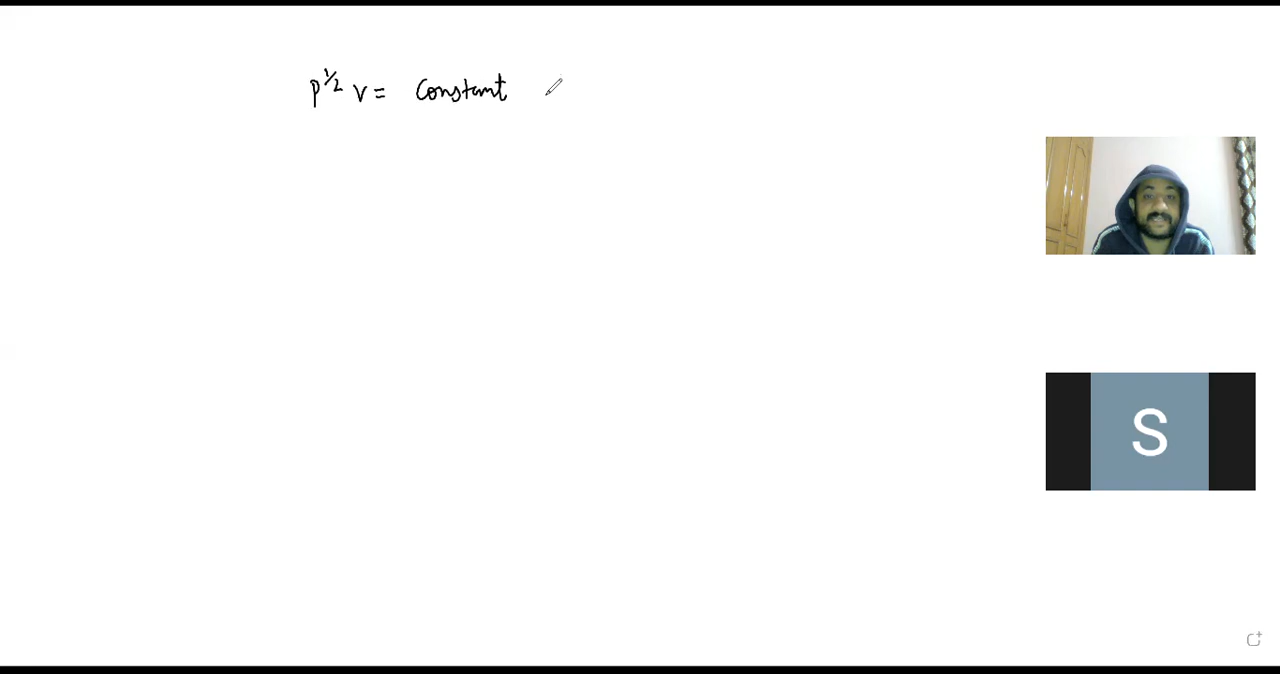 P^1/2 V = Constant
S